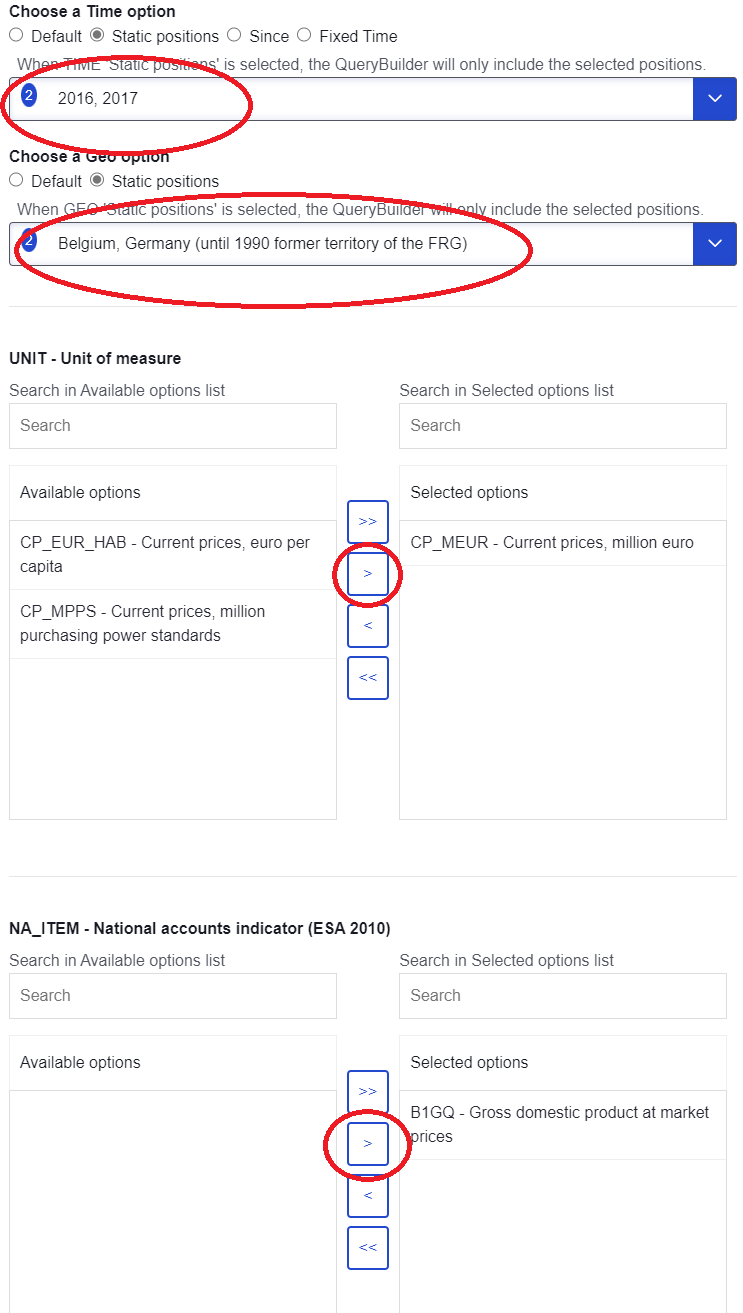 Choose a Time option
Default Static positions Since Fixed Time
When TIME 'Static positions' is selected, the QueryBuilder will only include the selected positions.
2 2016, 2017
Choose a Geo option
Default Static positions
When GEO 'Static positions' is selected, the QueryBuilder will only include the selected positions.
2 Belgium, Germany (until 1990 former territory of the FRG)
UNIT - Unit of measure
Search in Available options list
Search
Available options
CP_EUR_HAB - Current prices, euro per
capita
CP_MPPS - Current prices, million
purchasing power standards
>>
>
<
<<
Search in Selected options list
Search
Selected options
CP_MEUR - Current prices, million euro
NA_ITEM - National accounts indicator (ESA 2010)
Search in Available options list
Search
Available options
>>
>
<
<<
Search in Selected options list
Search
Selected options
B1GQ - Gross domestic product at market
prices